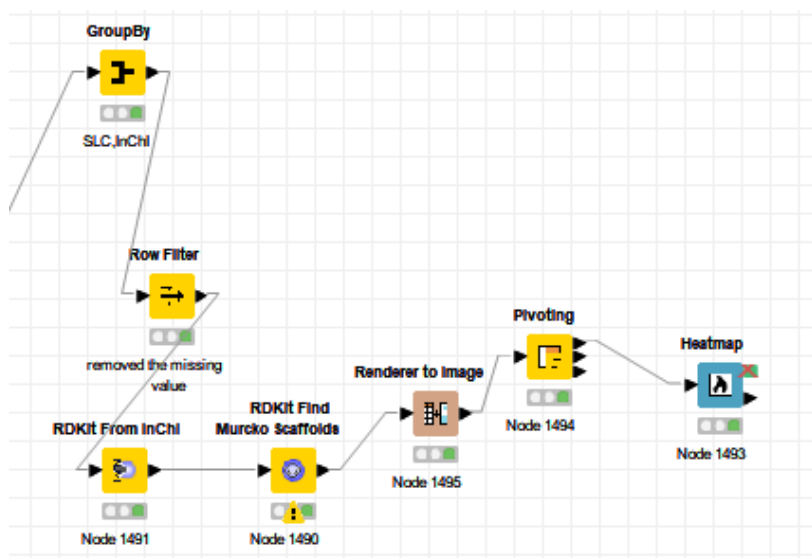 GroupBy
SLC,InChI
Row Filter
removed the missing
value
RDKit From InChI
Node 1491
RDKit Find
Murcko Scaffolds
Node 1490
Renderer to Image
Node 1495
Pivoting
Node 1494
Heatmap
Node 1493